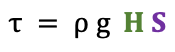 τ = ρ g H S